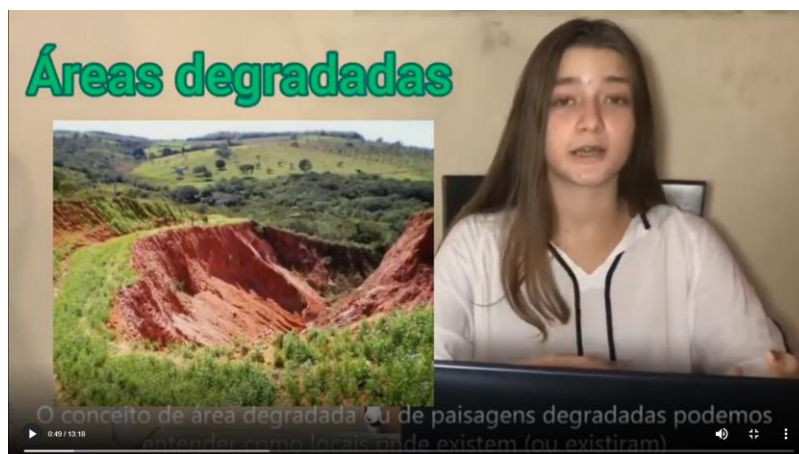 Áreas degradadas
O conceito de área degradada ou de paisagens degradadas podemos
entender como locais onde existem (ou existiram)
0:49 / 13:18